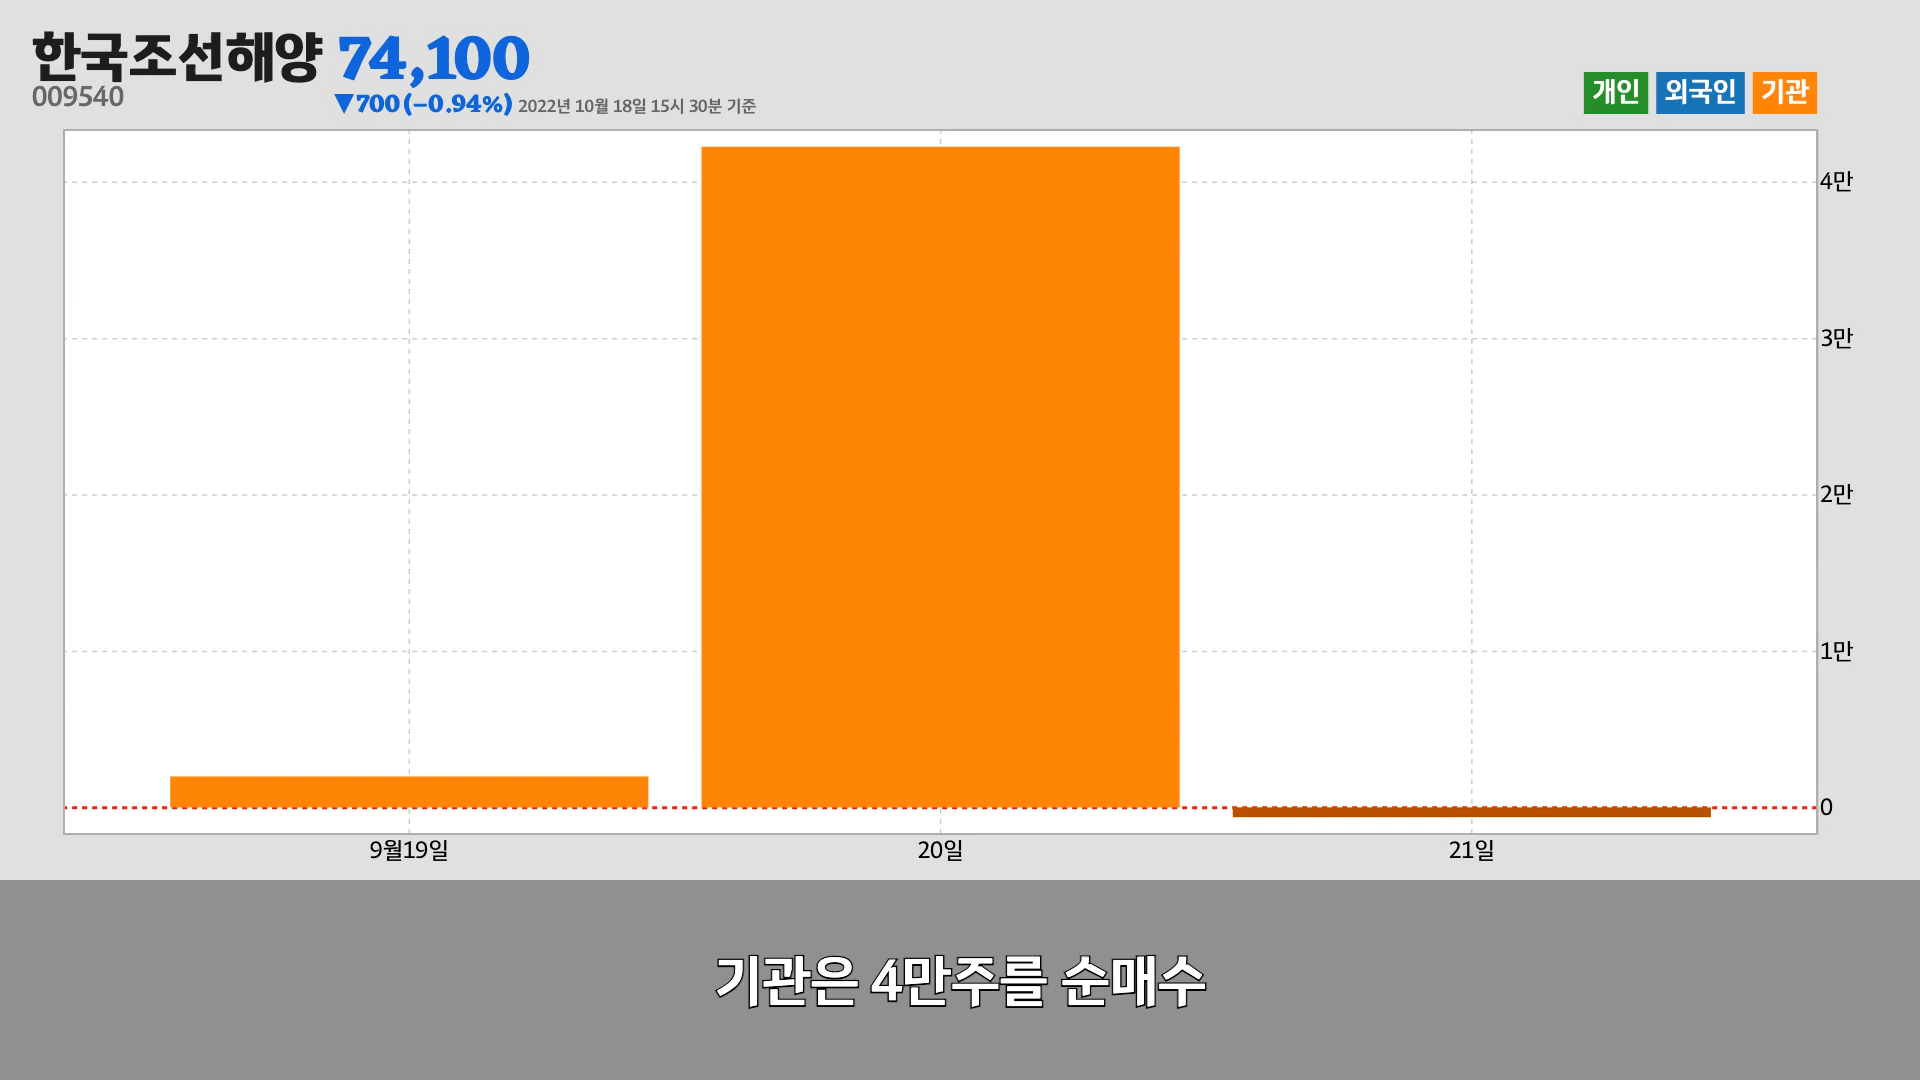 한국조선해양 74,100
009540
▼700(−0.94%) 2022년 10월 18일 15시 30분 기준
개인 외국인 기관
4만
3만
2만
1만
0
9월19일 20일 21일
기관은 4만주를 순매수